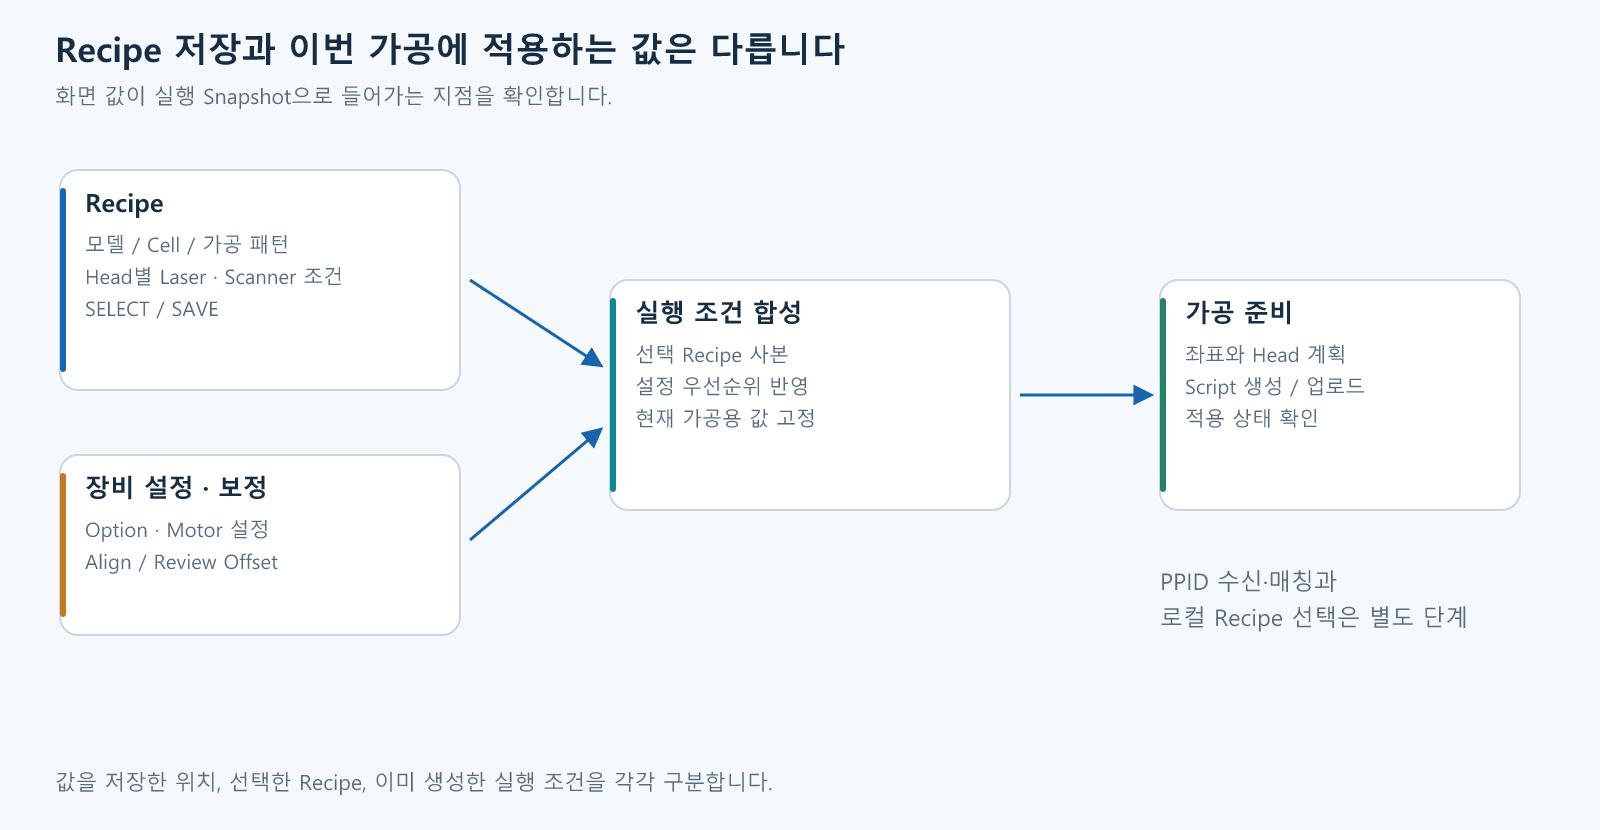 Recipe 저장과 이번 가공에 적용하는 값은 다릅니다
화면 값이 실행 Snapshot으로 들어가는 지점을 확인합니다.
Recipe
모델 / Cell / 가공 패턴
Head별 Laser · Scanner 조건
SELECT / SAVE
장비 설정 · 보정
Option · Motor 설정
Align / Review Offset
실행 조건 합성
선택 Recipe 사본
설정 우선순위 반영
현재 가공용 값 고정
가공 준비
좌표와 Head 계획
Script 생성 / 업로드
적용 상태 확인
PPID 수신·매칭과
로컬 Recipe 선택은 별도 단계
값을 저장한 위치, 선택한 Recipe, 이미 생성한 실행 조건을 각각 구분합니다.